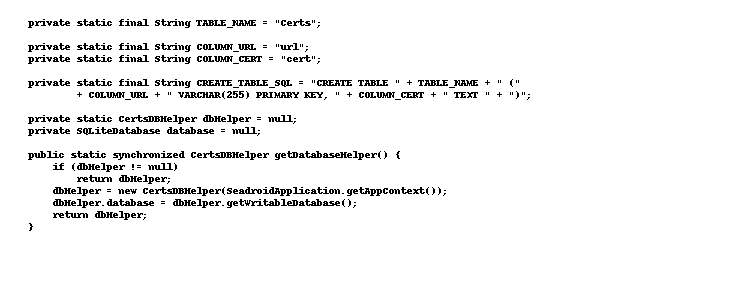 private static final String TABLE_NAME = "Certs";
private static final String COLUMN_URL = "url";
private static final String COLUMN_CERT = "cert";
private static final String CREATE_TABLE_SQL = "CREATE TABLE " + TABLE_NAME + " ("
+ COLUMN_URL + " VARCHAR(255) PRIMARY KEY, " + COLUMN_CERT + " TEXT " + ")";
private static CertsDBHelper dbHelper = null;
private SQLiteDatabase database = null;
public static synchronized CertsDBHelper getDatabaseHelper() {
if (dbHelper != null)
return dbHelper;
dbHelper = new CertsDBHelper(SeadroidApplication.getAppContext());
dbHelper.database = dbHelper.getWritableDatabase();
return dbHelper;
}